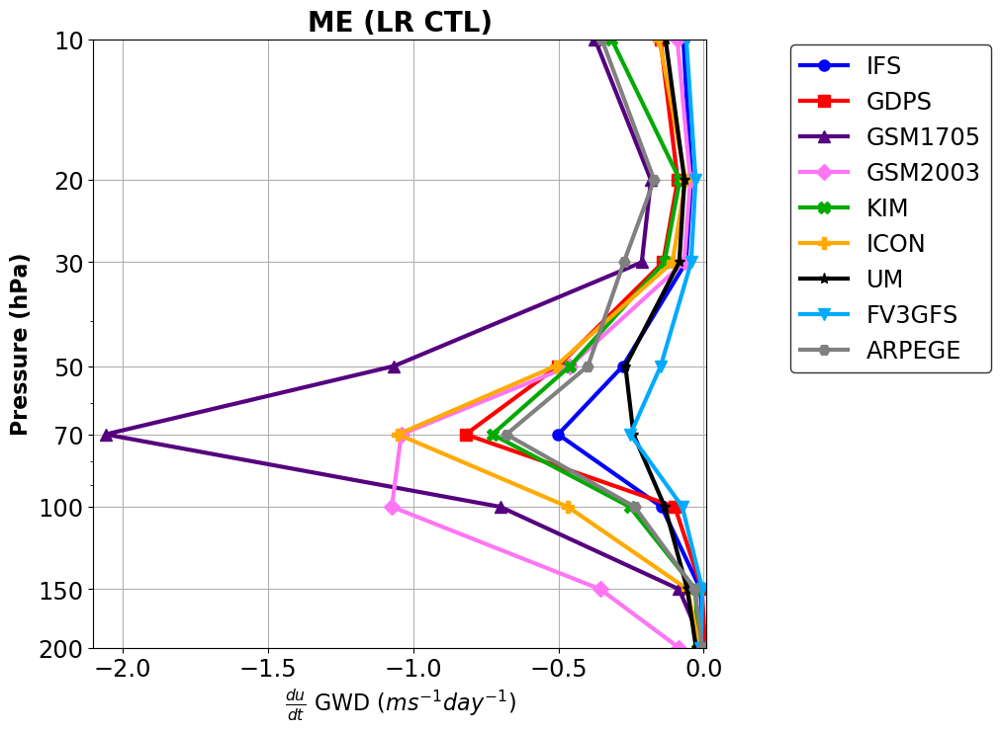 ME (LR CTL)
10
20
30
50
70
100
150
200
Pressure (hPa)
−2.0 −1.5 −1.0 −0.5 0.0
du/dt GWD (ms⁻¹day⁻¹)
IFS
GDPS
GSM1705
GSM2003
KIM
ICON
UM
FV3GFS
ARPEGE